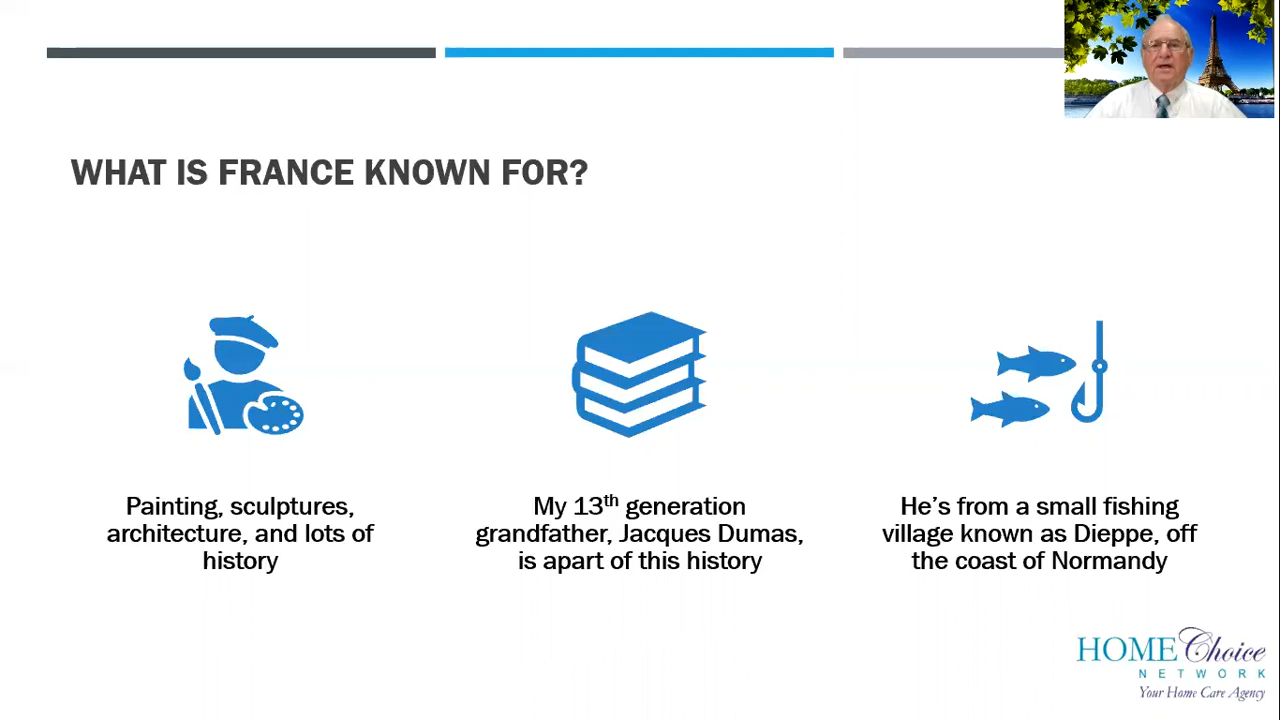 WHAT IS FRANCE KNOWN FOR?
Painting, sculptures,
architecture, and lots of
history
My 13th generation
grandfather, Jacques Dumas,
is apart of this history
He's from a small fishing
village known as Dieppe, off
the coast of Normandy
HOME Choice
NETWORK
Your Home Care Agency